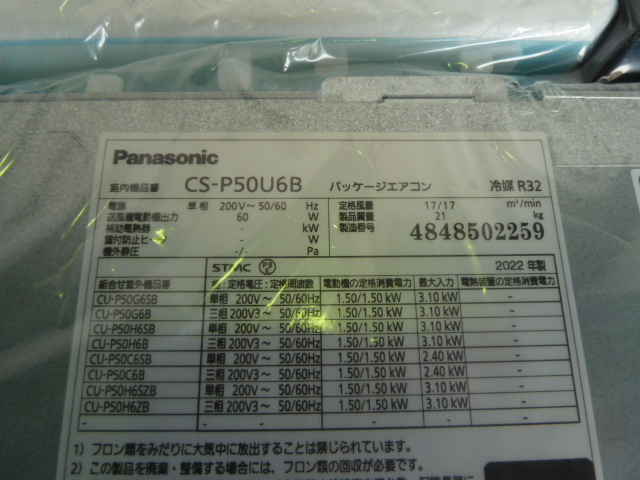 Panasonic
室内機品番 CS-P50U6B パッケージエアコン 冷媒 R32
電源 単相 200V～ 50/60 Hz 定格風量 17/17 m³/min
送風機電動機出力 60 W 製品質量 21 kg
補助電熱器 - kW 製造番号 4848502259
露付防止ヒーター - W
機外静圧 -/- Pa
STMC PSE 2022 年製
組合せ室外機品番 相：定格電圧：定格周波数 電動機の定格消費電力 最大入力 電熱装置の定格消費電力
CU-P50G6SB 単相 200V～ 50/60Hz 1.50/1.50 kW 3.10 kW -
CU-P50G6B 三相 200V3～ 50/60Hz 1.50/1.50 kW 3.10 kW -
CU-P50H6SB 単相 200V～ 50/60Hz 1.50/1.50 kW 3.10 kW -
CU-P50H6B 三相 200V3～ 50/60Hz 1.50/1.50 kW 3.10 kW -
CU-P50C6SB 単相 200V～ 50/60Hz 1.50/1.50 kW 2.40 kW -
CU-P50C6B 三相 200V3～ 50/60Hz 1.50/1.50 kW 2.40 kW -
CU-P50H6SZB 単相 200V～ 50/60Hz 1.50/1.50 kW 3.10 kW -
CU-P50H6ZB 三相 200V3～ 50/60Hz 1.50/1.50 kW 3.10 kW -
1) フロン類をみだりに大気中に放出することは禁じられています。
2) この製品を廃棄・整備する場合には、フロン類の回収が必要です。